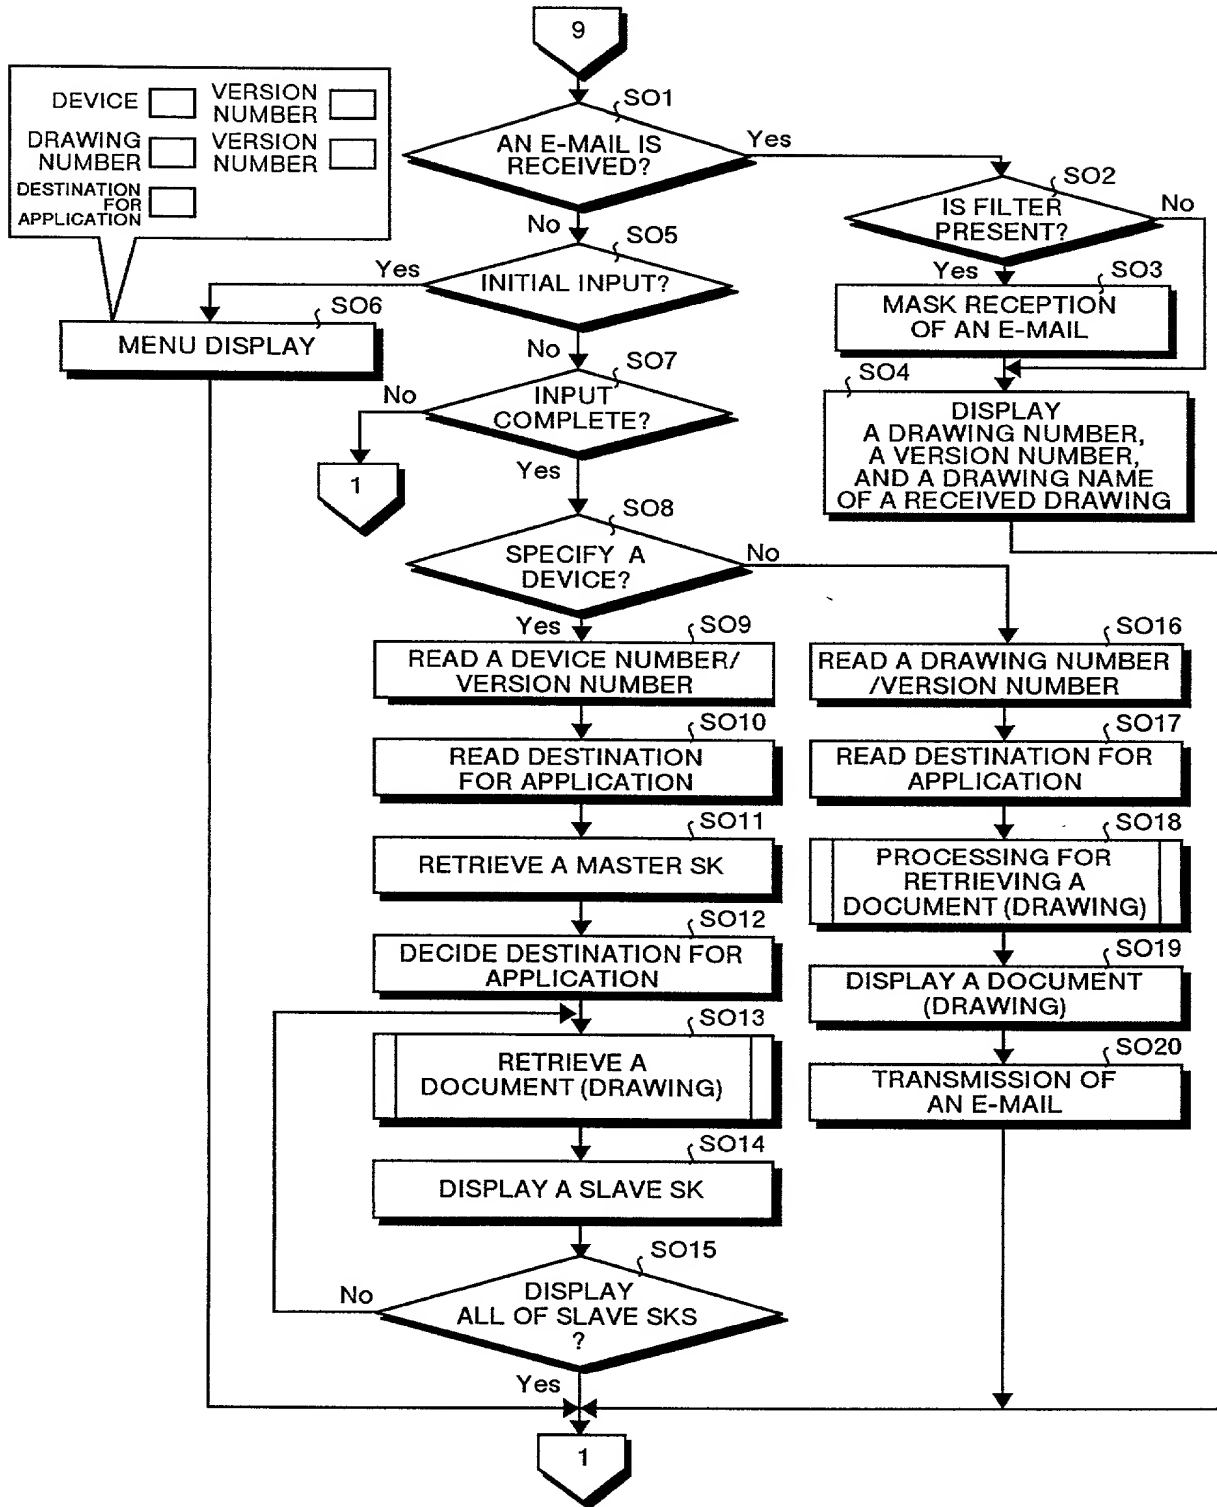 9
DEVICE
VERSION
NUMBER
DRAWING
NUMBER
VERSION
NUMBER
DESTINATION
FOR
APPLICATION
SO1
AN E-MAIL IS
RECEIVED?
Yes
No
SO2
IS FILTER
PRESENT?
No
Yes
SO3
MASK RECEPTION
OF AN E-MAIL
SO4
DISPLAY
A DRAWING NUMBER,
A VERSION NUMBER,
AND A DRAWING NAME
OF A RECEIVED DRAWING
SO5
INITIAL INPUT?
Yes
No
SO6
MENU DISPLAY
SO7
INPUT
COMPLETE?
No
Yes
1
SO8
SPECIFY A
DEVICE?
No
Yes
SO9
READ A DEVICE NUMBER/
VERSION NUMBER
SO10
READ DESTINATION
FOR APPLICATION
SO11
RETRIEVE A MASTER SK
SO12
DECIDE DESTINATION FOR
APPLICATION
SO13
RETRIEVE A
DOCUMENT (DRAWING)
SO14
DISPLAY A SLAVE SK
SO15
DISPLAY
ALL OF SLAVE SKS
?
No
Yes
SO16
READ A DRAWING NUMBER
/VERSION NUMBER
SO17
READ DESTINATION FOR
APPLICATION
SO18
PROCESSING FOR
RETRIEVING A
DOCUMENT (DRAWING)
SO19
DISPLAY A DOCUMENT
(DRAWING)
SO20
TRANSMISSION OF
AN E-MAIL
1